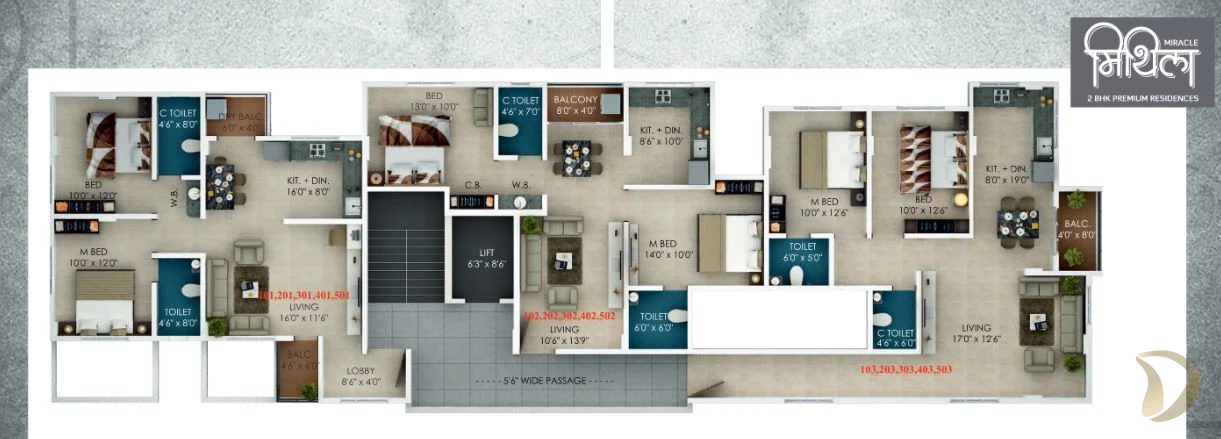 MIRACLE
मिथिला
2 BHK PREMIUM RESIDENCES
C TOILET
4'6" x 8'0"
DRY BALC.
6'0" x 4'0"
BED
10'0" x 12'0"
W.B.
KIT. + DIN.
16'0" x 8'0"
M BED
10'0" x 12'0"
TOILET
4'6" x 8'0"
101,201,301,401,501
LIVING
16'0" x 11'6"
BALC.
4'6" x 6'0"
LOBBY
8'6" x 4'0"
BED
13'0" x 10'0"
C TOILET
4'6" x 7'0"
BALCONY
8'0" x 4'0"
KIT. + DIN.
8'6" x 10'0"
C.B.
W.B.
LIFT
6'3" x 8'6"
M BED
14'0" x 10'0"
102,202,302,402,502
LIVING
10'6" x 13'9"
TOILET
6'0" x 6'0"
----- 5'6" WIDE PASSAGE -----
M BED
10'0" x 12'6"
BED
10'0" x 12'6"
KIT. + DIN.
8'0" x 19'0"
BALC.
4'0" x 8'0"
TOILET
6'0" x 5'0"
C TOILET
4'6" x 6'0"
LIVING
17'0" x 12'6"
103,203,303,403,503